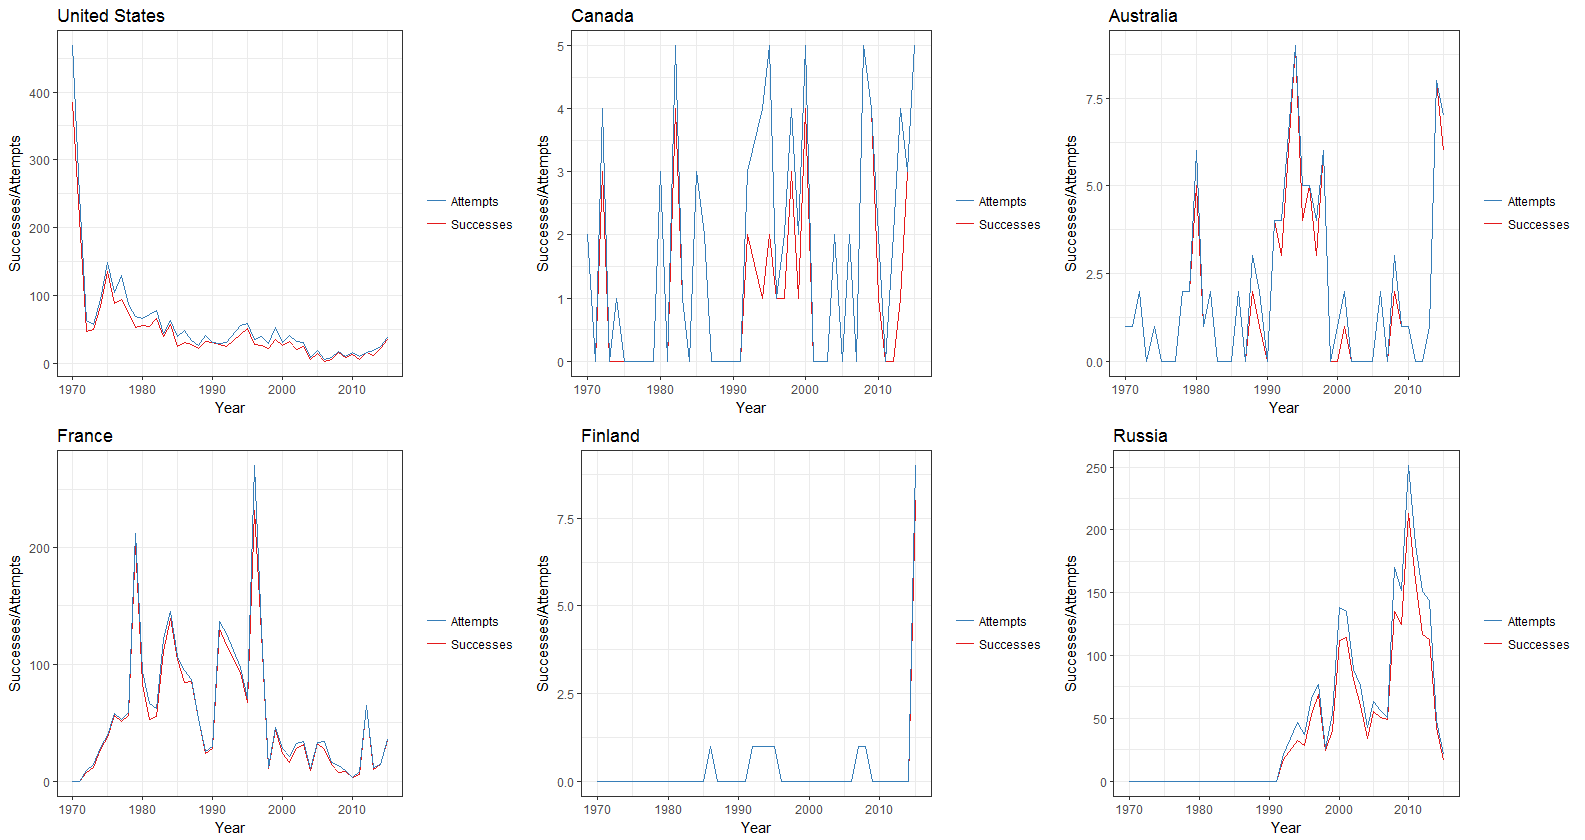 United States
Successes/Attempts
400
300
200
100
0
1970 1980 1990 2000 2010
Year
Attempts
Successes
Canada
Successes/Attempts
5
4
3
2
1
0
1970 1980 1990 2000 2010
Year
Attempts
Successes
Australia
Successes/Attempts
7.5
5.0
2.5
0.0
1970 1980 1990 2000 2010
Year
Attempts
Successes
France
Successes/Attempts
200
100
0
1970 1980 1990 2000 2010
Year
Attempts
Successes
Finland
Successes/Attempts
7.5
5.0
2.5
0.0
1970 1980 1990 2000 2010
Year
Attempts
Successes
Russia
Successes/Attempts
250
200
150
100
50
0
1970 1980 1990 2000 2010
Year
Attempts
Successes